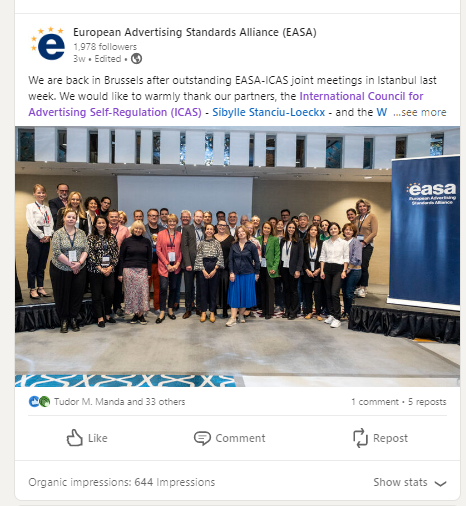 European Advertising Standards Alliance (EASA)
1,978 followers
3w • Edited •
We are back in Brussels after outstanding EASA-ICAS joint meetings in Istanbul last
week. We would like to warmly thank our partners, the International Council for
Advertising Self-Regulation (ICAS) - Sibylle Stanciu-Loeckx - and the W ...see more
easa
European Advertising
Standards Alliance
Tudor M. Manda and 33 others
1 comment • 5 reposts
Like
Comment
Repost
Organic impressions: 644 Impressions
Show stats